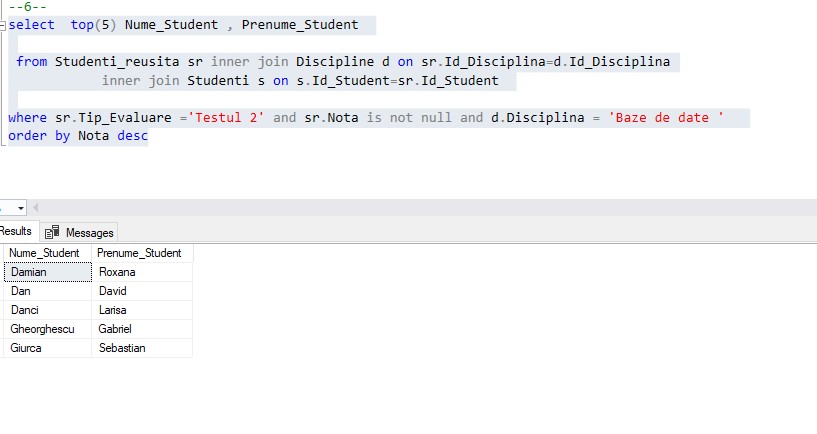 --6--
select  top(5) Nume_Student , Prenume_Student
from Studenti_reusita sr inner join Discipline d on sr.Id_Disciplina=d.Id_Disciplina
inner join Studenti s on s.Id_Student=sr.Id_Student
where sr.Tip_Evaluare ='Testul 2' and sr.Nota is not null and d.Disciplina = 'Baze de date '
order by Nota desc
Results Messages
Nume_Student Prenume_Student
Damian Roxana
Dan David
Danci Larisa
Gheorghescu Gabriel
Giurca Sebastian